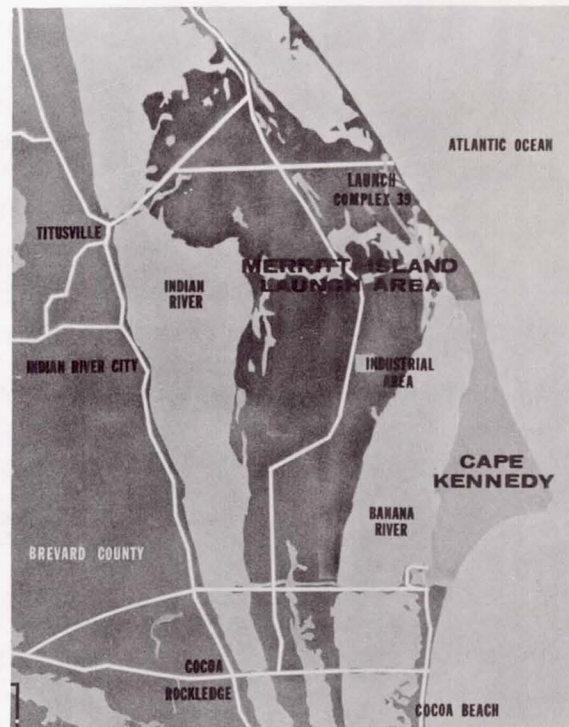 ATLANTIC OCEAN
LAUNCH
COMPLEX 39
TITUSVILLE
MERRITT ISLAND
LAUNCH AREA
INDIAN
RIVER
INDUSTRIAL
AREA
INDIAN RIVER CITY
CAPE
KENNEDY
BANANA
RIVER
BREVARD COUNTY
COCOA
ROCKLEDGE
COCOA BEACH